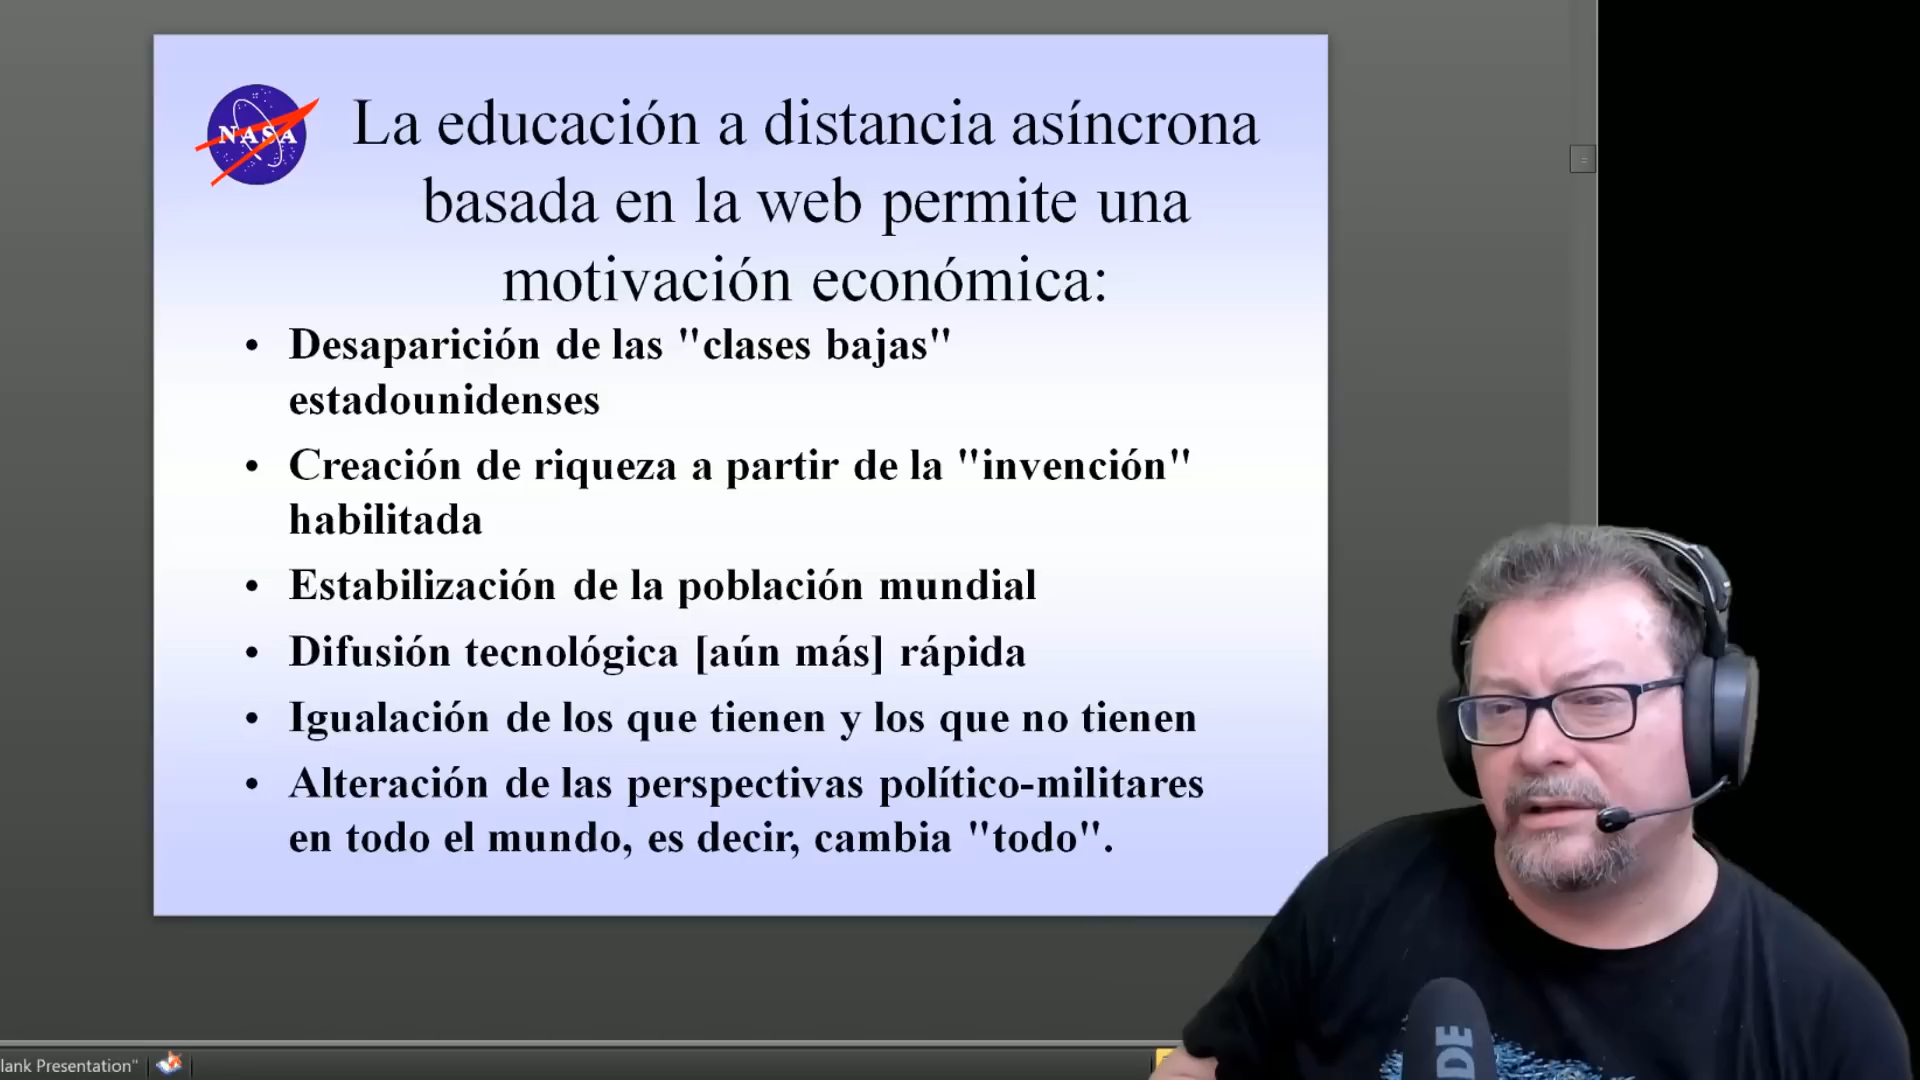 NASA
La educación a distancia asíncrona
basada en la web permite una
motivación económica:
• Desaparición de las "clases bajas"
estadounidenses
• Creación de riqueza a partir de la "invención"
habilitada
• Estabilización de la población mundial
• Difusión tecnológica [aún más] rápida
• Igualación de los que tienen y los que no tienen
• Alteración de las perspectivas político-militares
en todo el mundo, es decir, cambia "todo".
lank Presentation"
DE